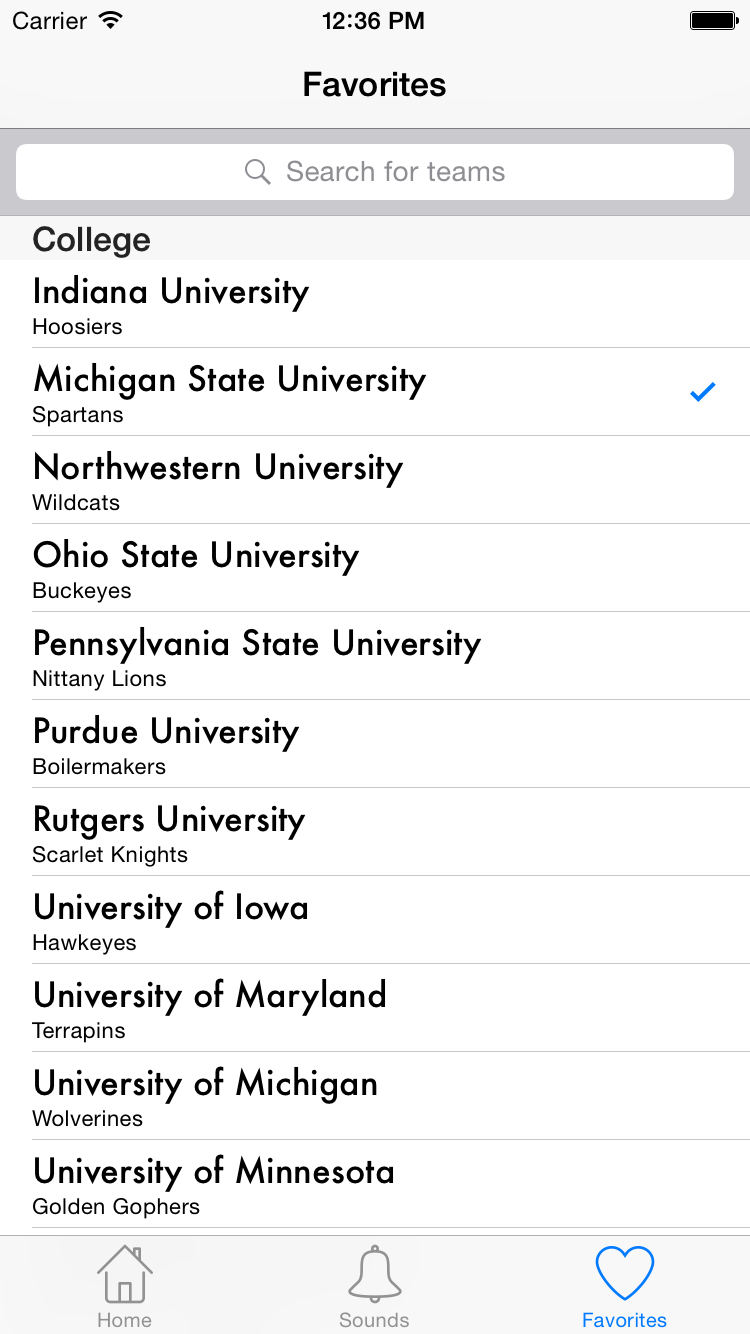 Carrier 12:36 PM
Favorites
Search for teams
College
Indiana University
Hoosiers
Michigan State University
Spartans
Northwestern University
Wildcats
Ohio State University
Buckeyes
Pennsylvania State University
Nittany Lions
Purdue University
Boilermakers
Rutgers University
Scarlet Knights
University of Iowa
Hawkeyes
University of Maryland
Terrapins
University of Michigan
Wolverines
University of Minnesota
Golden Gophers
Home Sounds Favorites